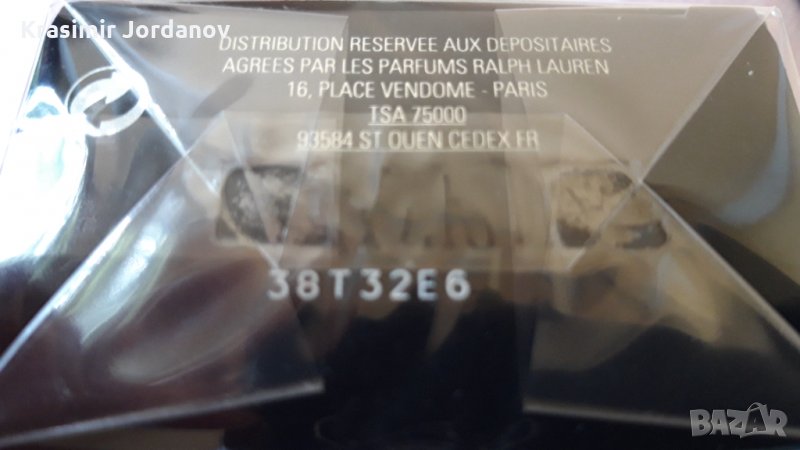 Krasimir Jordanov
DISTRIBUTION RESERVEE AUX DEPOSITAIRES
AGREES PAR LES PARFUMS RALPH LAUREN
16, PLACE VENDOME - PARIS
TSA 75000
93584 ST OUEN CEDEX FR
38T32E6
BAZAR